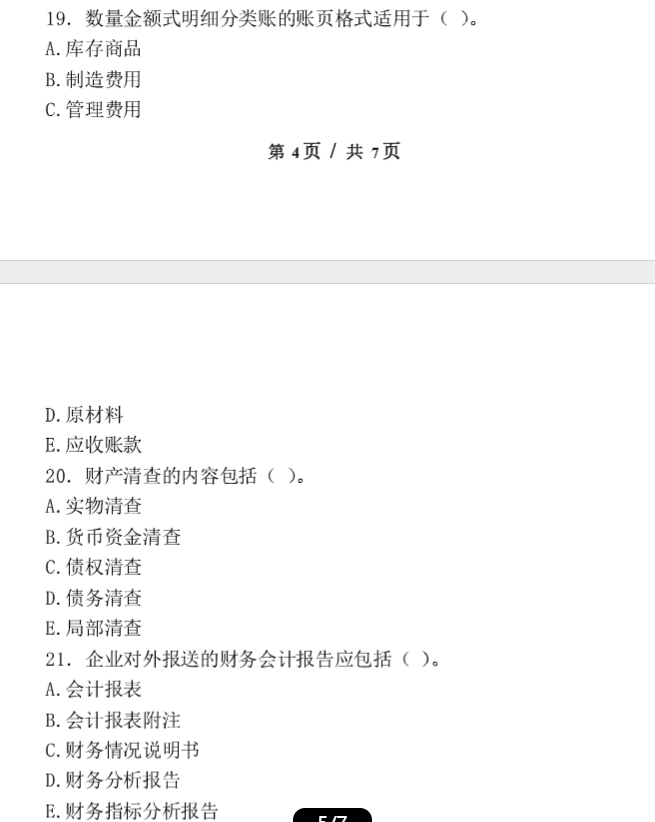 19. 数量金额式明细分类账的账页格式适用于（ ）。
A.库存商品
B.制造费用
C.管理费用
第 4 页 / 共 7 页
D.原材料
E.应收账款
20. 财产清查的内容包括（ ）。
A.实物清查
B.货币资金清查
C.债权清查
D.债务清查
E.局部清查
21. 企业对外报送的财务会计报告应包括（ ）。
A.会计报表
B.会计报表附注
C.财务情况说明书
D.财务分析报告
E.财务指标分析报告
5/7